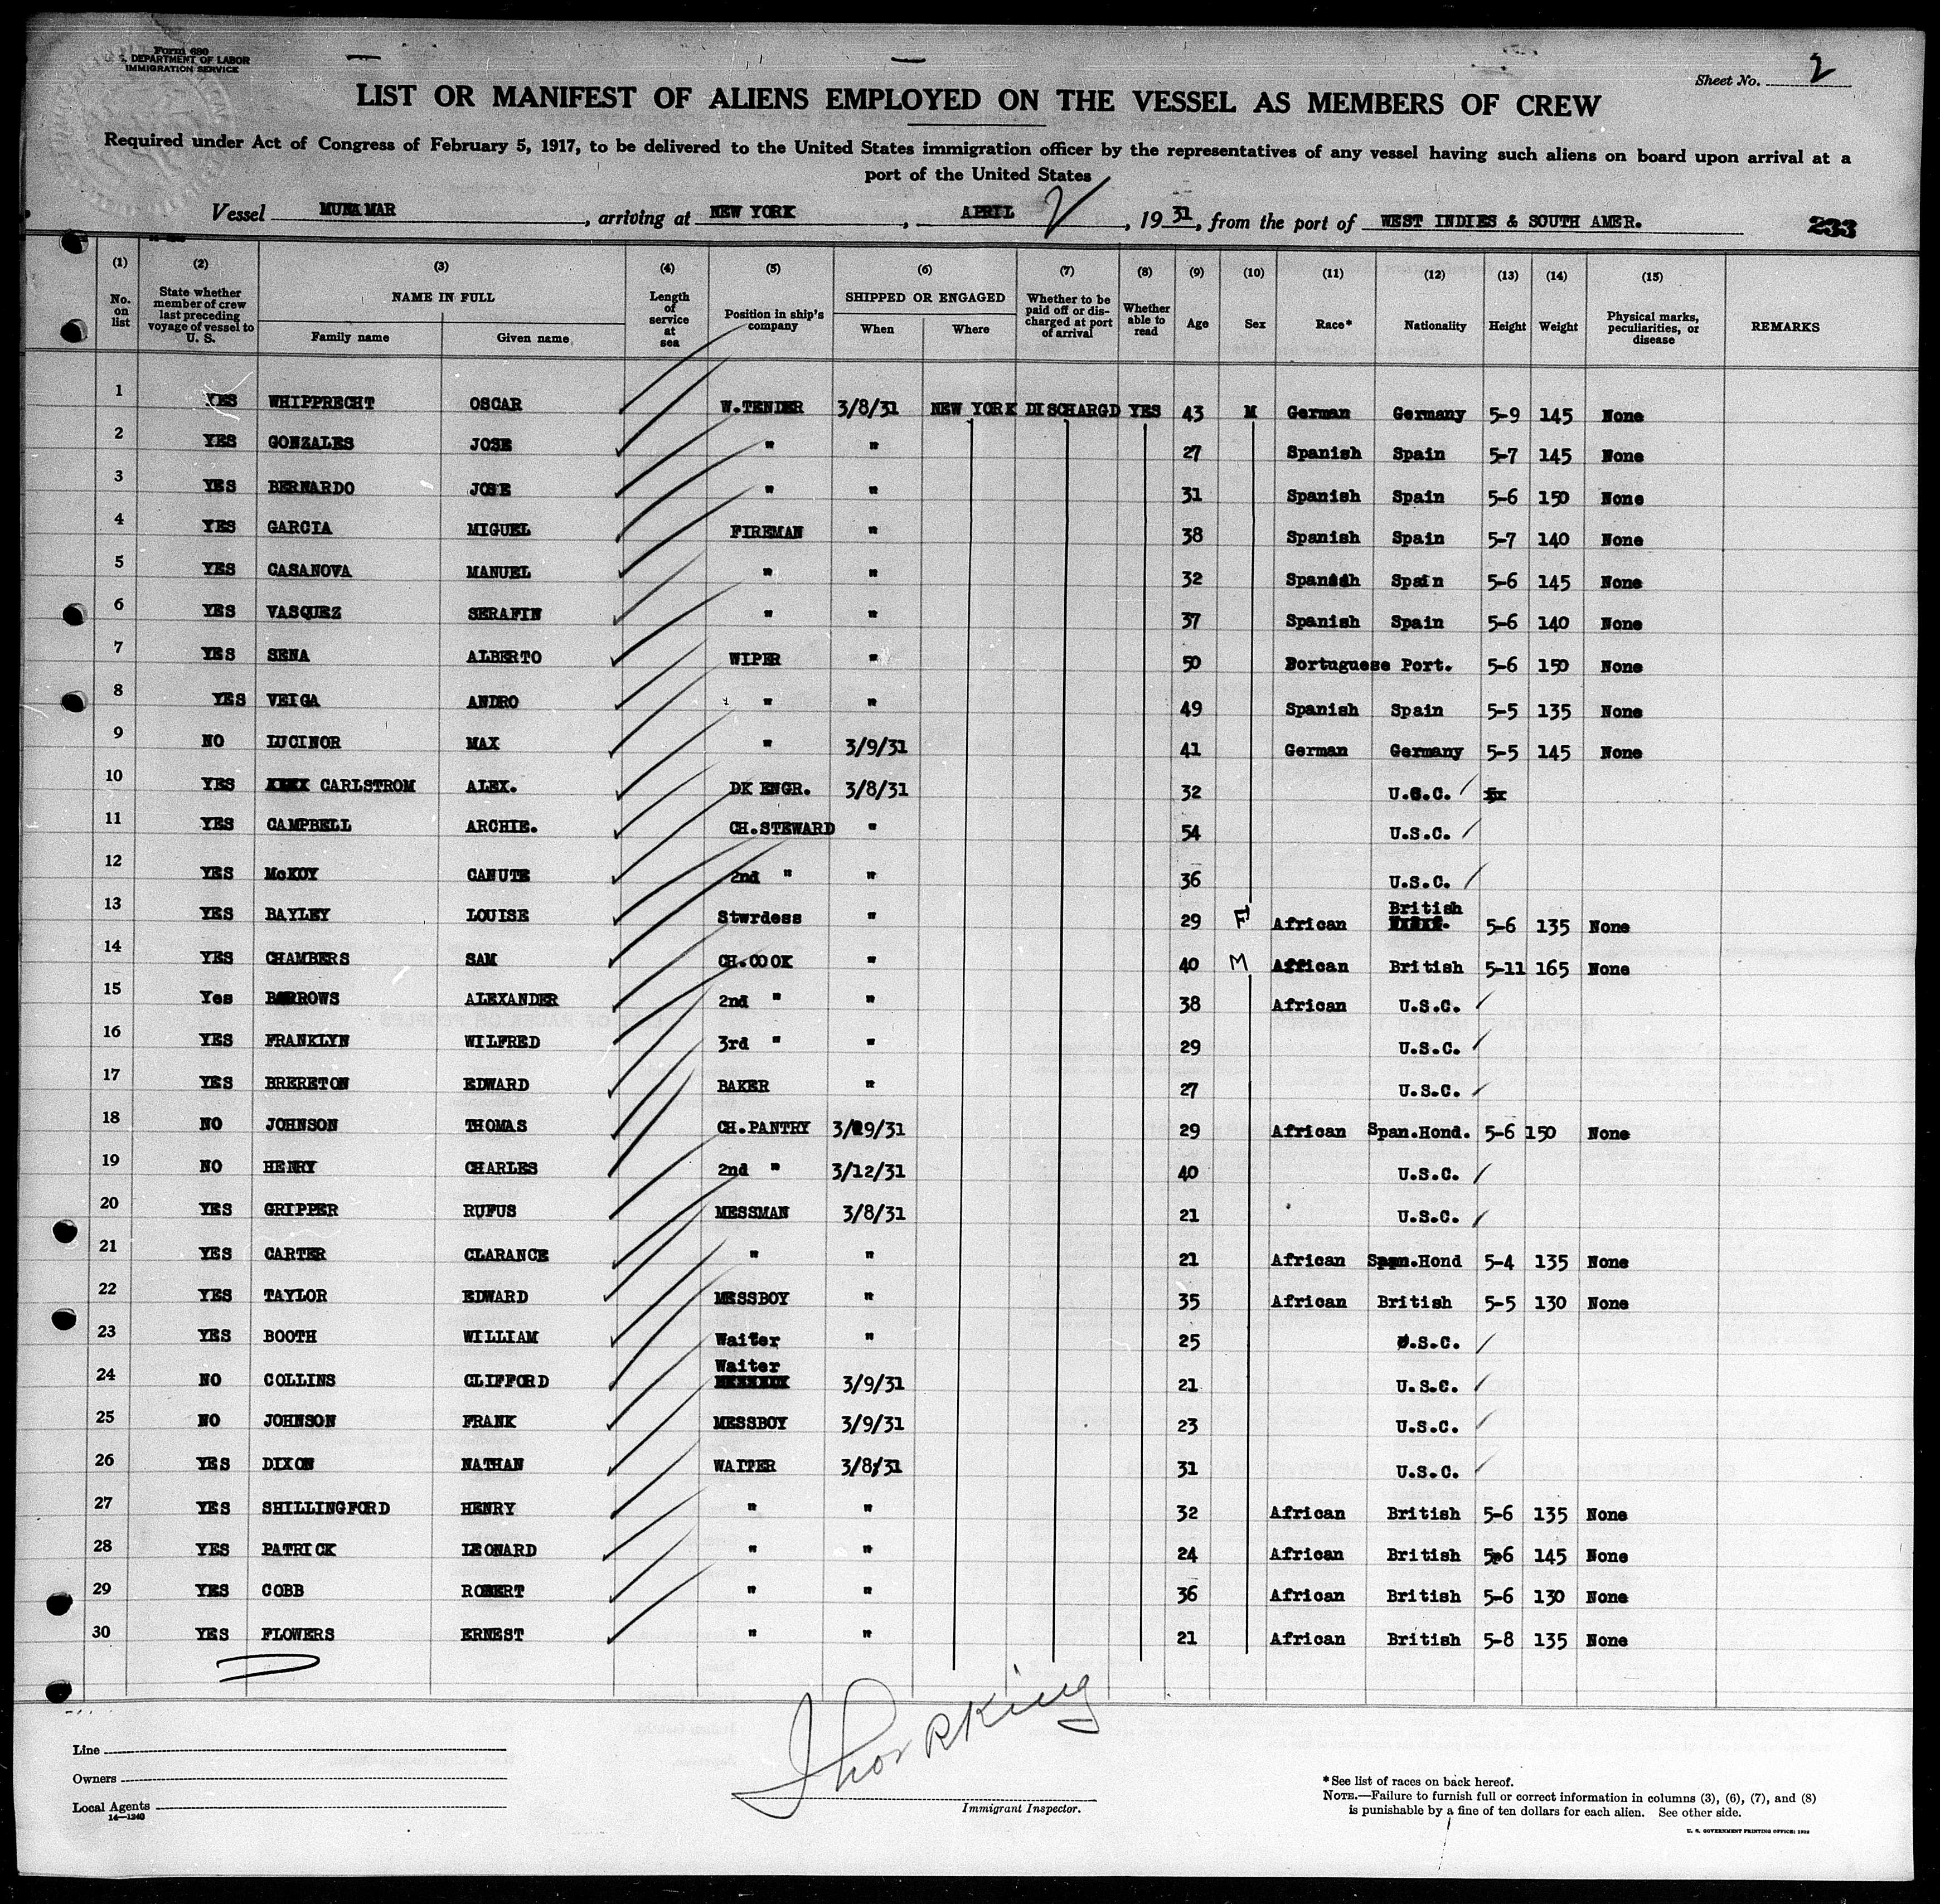 Form 680
DEPARTMENT OF LABOR
IMMIGRATION SERVICE
Sheet No. 2
LIST OR MANIFEST OF ALIENS EMPLOYED ON THE VESSEL AS MEMBERS OF CREW
Required under Act of Congress of February 5, 1917, to be delivered to the United States immigration officer by the representatives of any vessel having such aliens on board upon arrival at a
port of the United States
Vessel MUNAMAR, arriving at NEW YORK, APRIL 2, 1931, from the port of WEST INDIES & SOUTH AMER. 233
(1) (2) (3) (4) (5) (6) (7) (8) (9) (10) (11) (12) (13) (14) (15)
No. on list State whether member of crew last preceding voyage of vessel to U. S. NAME IN FULL Family name Given name Length of service at sea Position in ship's company SHIPPED OR ENGAGED When Where Whether to be paid off or discharged at port of arrival Whether able to read Age Sex Race* Nationality Height Weight Physical marks, peculiarities, or disease REMARKS
1 YES WHIPPRECHT OSCAR W.TENDER 3/8/31 NEW YORK DISCHARGD YES 43 M German Germany 5-9 145 None
2 YES GONZALES JOSE " " 27 Spanish Spain 5-7 145 None
3 YES BERNARDO JOSE " " 31 Spanish Spain 5-6 150 None
4 YES GARCIA MIGUEL FIREMAN " 38 Spanish Spain 5-7 140 None
5 YES CASANOVA MANUEL " " 32 Spanish Spain 5-6 145 None
6 YES VASQUEZ SERAFIN " " 37 Spanish Spain 5-6 140 None
7 YES SENA ALBERTO WIPER " 50 Portuguese Port. 5-6 150 None
8 YES VEIGA ANDRO " " 49 Spanish Spain 5-5 135 None
9 NO LUCINOR MAX " 3/9/31 41 German Germany 5-5 145 None
10 YES CARLSTROM ALEX. DK ENGR. 3/8/31 32 U.S.C.
11 YES CAMPBELL ARCHIE. CH.STEWARD " 54 U.S.C.
12 YES McKOY CANUTE 2nd " " 36 U.S.C.
13 YES BAYLEY LOUISE Stwrdess " 29 F African British 5-6 135 None
14 YES CHAMBERS SAM CH.COOK " 40 M African British 5-11 165 None
15 Yes BARROWS ALEXANDER 2nd " " 38 African U.S.C.
16 YES FRANKLYN WILFRED 3rd " " 29 U.S.C.
17 YES BRERETON EDWARD BAKER " 27 U.S.C.
18 NO JOHNSON THOMAS CH.PANTRY 3/29/31 29 African Span.Hond. 5-6 150 None
19 NO HENRY CHARLES 2nd " 3/12/31 40 U.S.C.
20 YES GRIPPER RUFUS MESSMAN 3/8/31 21 U.S.C.
21 YES CARTER CLARANCE " " 21 African Span.Hond 5-4 135 None
22 YES TAYLOR EDWARD MESSBOY " 35 African British 5-5 130 None
23 YES BOOTH WILLIAM Waiter " 25 U.S.C.
24 NO COLLINS CLIFFORD Waiter 3/9/31 21 U.S.C.
25 NO JOHNSON FRANK MESSBOY 3/9/31 23 U.S.C.
26 YES DIXON NATHAN WAITER 3/8/31 31 U.S.C.
27 YES SHILLINGFORD HENRY " " 32 African British 5-6 135 None
28 YES PATRICK LEONARD " " 24 African British 5-6 145 None
29 YES COBB ROBERT " " 36 African British 5-6 130 None
30 YES FLOWERS ERNEST " " 21 African British 5-8 135 None
Thor R King
Immigrant Inspector.
Line
Owners
Local Agents
14—1240
*See list of races on back hereof.
NOTE.—Failure to furnish full or correct information in columns (3), (6), (7), and (8)
is punishable by a fine of ten dollars for each alien. See other side.
U. S. GOVERNMENT PRINTING OFFICE: